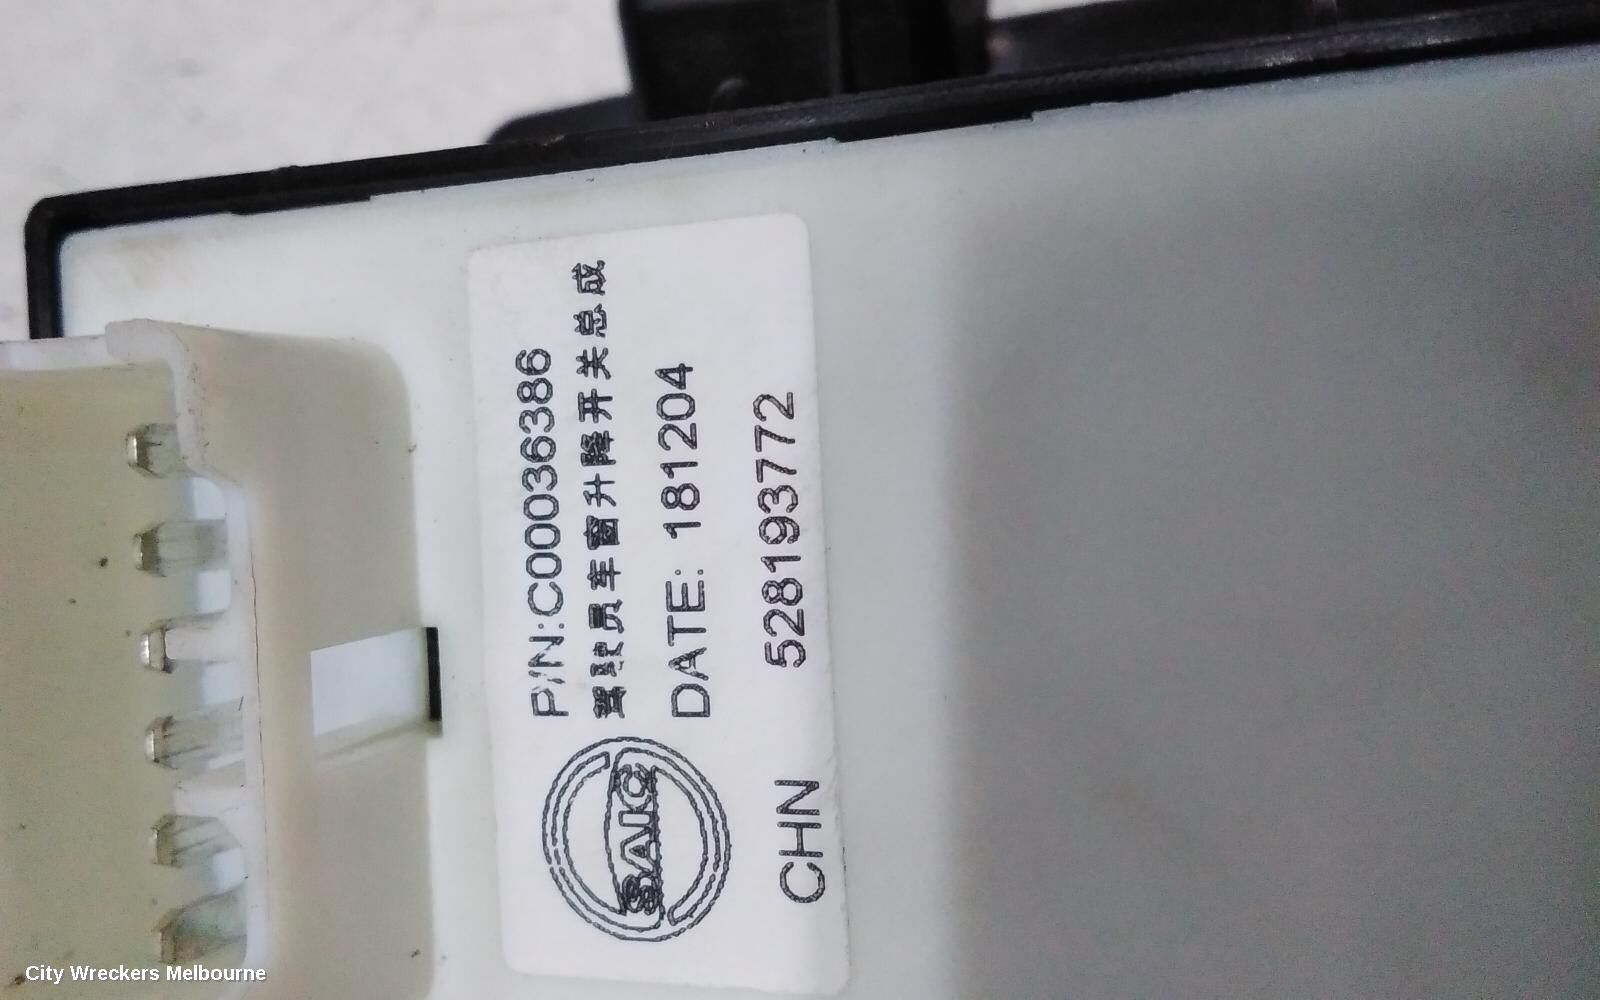 P/N:C00036386
驾驶员车窗升降开关总成
DATE: 181204
SAIC
CHN 528193772
City Wreckers Melbourne